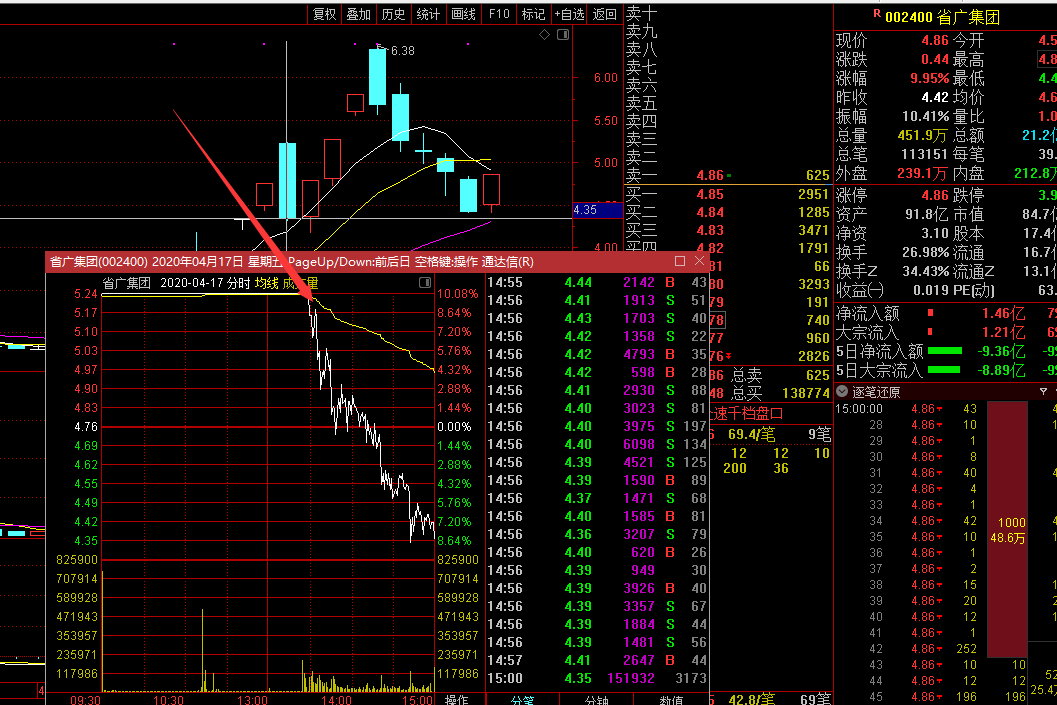 复权 叠加 历史 统计 画线 F10 标记 +自选 返回
6.38
6.00
5.50
5.00
4.35
4.00
卖十
卖九
卖八
卖七
卖六
卖五
卖四
卖三
卖二
卖一 4.86 625
买一 4.85 2951
买二 4.84 1285
买三 4.83 3471
买四 4.82 1791
81 66
80 3293
79 191
78 740
77 960
76 2826
86 总卖 625
48 总买 138774
速千档盘口
69.4/笔 9笔
12 12 10
200 36
42.8/笔 69笔
R 002400 省广集团
现价 4.86 今开 4.5
涨跌 0.44 最高 4.8
涨幅 9.95% 最低 4.4
昨收 4.42 均价 4.6
振幅 10.41% 量比 1.0
总量 451.9万 总额 21.2亿
总笔 113151 每笔 39.
外盘 239.1万 内盘 212.8万
涨停 4.86 跌停 3.9
资产 91.8亿 市值 84.7亿
净资 3.10 股本 17.4亿
换手 26.98% 流通 16.7亿
换手Z 34.43% 流通Z 13.1亿
收益㈠ 0.019 PE(动) 63.
净流入额 1.46亿 7
大宗流入 1.21亿 6
5日净流入额 -9.36亿 -9
5日大宗流入 -8.89亿 -9
逐笔还原
15:00:00 4.86 43
28 4.86 10
29 4.86 1
30 4.86 8
31 4.86 40
32 4.86 4
33 4.86 1
34 4.86 42 1000
35 4.86 10 48.6万
36 4.86 1
37 4.86 2
38 4.86 15
39 4.86 20
40 4.86 12
41 4.86 1
42 4.86 252
43 4.86 10 10
44 4.86 12 12
45 4.86 196 196
52
25.4
省广集团(002400) 2020年04月17日 星期五 PageUp/Down:前后日 空格键:操作 通达信(R)
省广集团 2020-04-17 分时 均线 成交量
5.24 10.08%
5.17 8.64%
5.10 7.20%
5.03 5.76%
4.97 4.32%
4.90 2.88%
4.83 1.44%
4.76 0.00%
4.69 1.44%
4.62 2.88%
4.55 4.32%
4.49 5.76%
4.42 7.20%
4.35 8.64%
825900 825900
707914 707914
589928 589928
471943 471943
353957 353957
235971 235971
117986 117986
09:30 10:30 13:00 14:00 15:00 操作
14:55 4.44 2142 B 43
14:56 4.41 1913 S 51
14:56 4.43 1703 S 40
14:56 4.42 1358 S 22
14:56 4.42 4793 B 35
14:56 4.42 598 B 28
14:56 4.41 2930 S 88
14:56 4.40 3023 S 81
14:56 4.40 3975 S 197
14:56 4.40 6098 S 134
14:56 4.39 4521 S 125
14:56 4.39 1590 B 89
14:56 4.37 1471 S 68
14:56 4.40 1585 B 81
14:56 4.36 3207 S 79
14:56 4.40 620 B 26
14:56 4.39 949 30
14:56 4.39 3926 B 40
14:56 4.39 3357 S 67
14:56 4.39 1884 S 44
14:56 4.39 1481 S 56
14:57 4.41 2647 B 44
15:00 4.35 151932 3173
分笔 分钟 数值